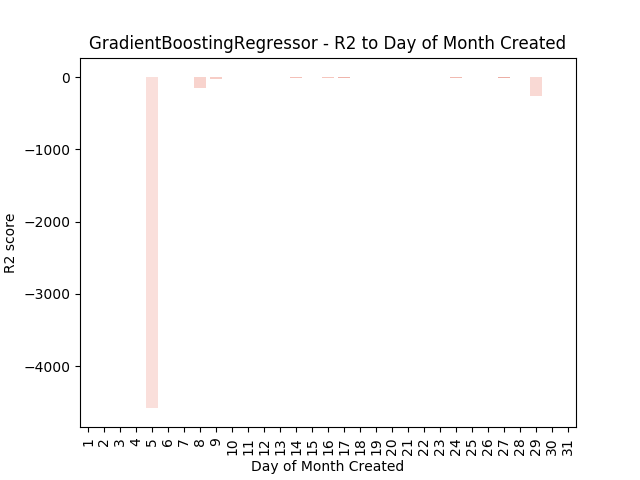 GradientBoostingRegressor - R2 to Day of Month Created
0
−1000
−2000
−3000
−4000
R2 score
1 2 3 4 5 6 7 8 9 10 11 12 13 14 15 16 17 18 19 20 21 22 23 24 25 26 27 28 29 30 31
Day of Month Created